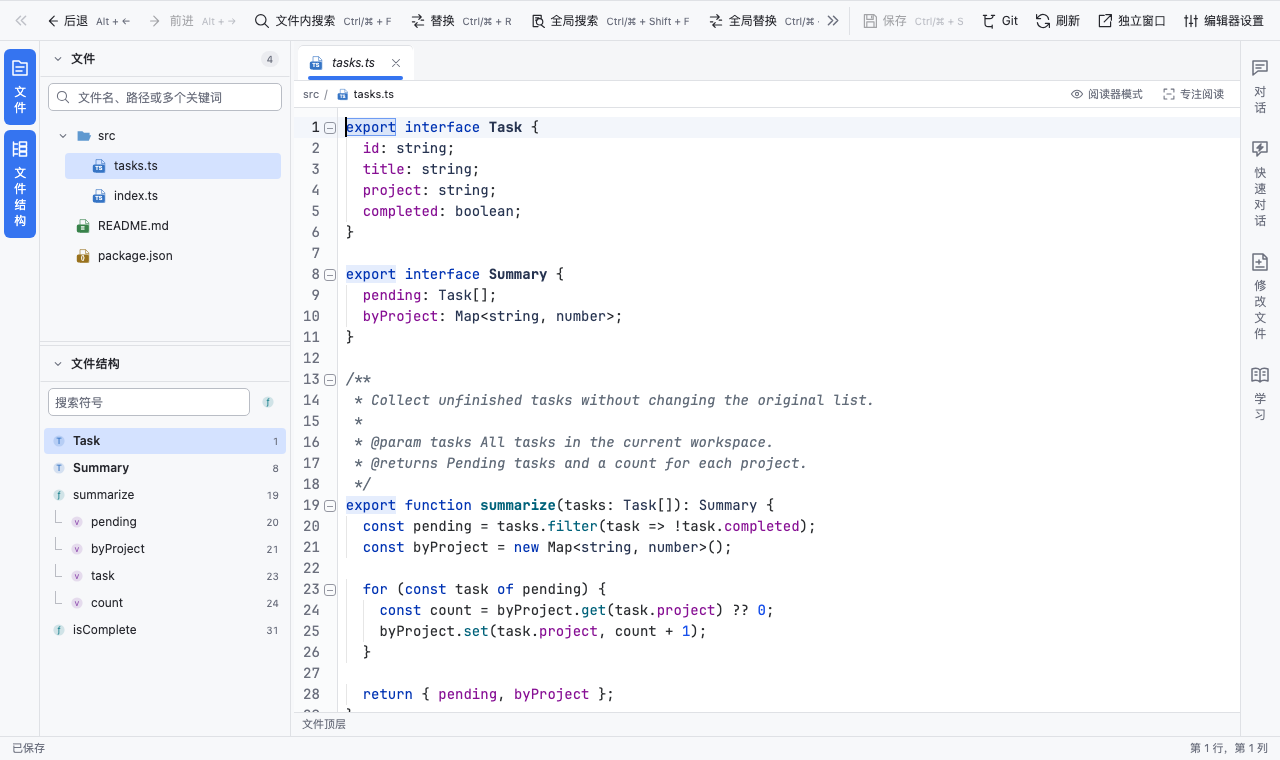 后退 Alt + ← 前进 Alt + → 文件内搜索 Ctrl/⌘ + F 替换 Ctrl/⌘ + R 全局搜索 Ctrl/⌘ + Shift + F 全局替换 Ctrl/⌘ 保存 Ctrl/⌘ + S Git 刷新 独立窗口 编辑器设置
文件
文件结构
文件 4
文件名、路径或多个关键词
src
tasks.ts
index.ts
README.md
package.json
文件结构
搜索符号
Task 1
Summary 8
summarize 19
pending 20
byProject 21
task 23
count 24
isComplete 31
tasks.ts
src / tasks.ts 阅读器模式 专注阅读
1 export interface Task {
2 id: string;
3 title: string;
4 project: string;
5 completed: boolean;
6 }
7
8 export interface Summary {
9 pending: Task[];
10 byProject: Map<string, number>;
11 }
12
13 /**
14 * Collect unfinished tasks without changing the original list.
15 *
16 * @param tasks All tasks in the current workspace.
17 * @returns Pending tasks and a count for each project.
18 */
19 export function summarize(tasks: Task[]): Summary {
20 const pending = tasks.filter(task => !task.completed);
21 const byProject = new Map<string, number>();
22
23 for (const task of pending) {
24 const count = byProject.get(task.project) ?? 0;
25 byProject.set(task.project, count + 1);
26 }
27
28 return { pending, byProject };
文件顶层
对话
快速对话
修改文件
学习
已保存 第 1 行，第 1 列